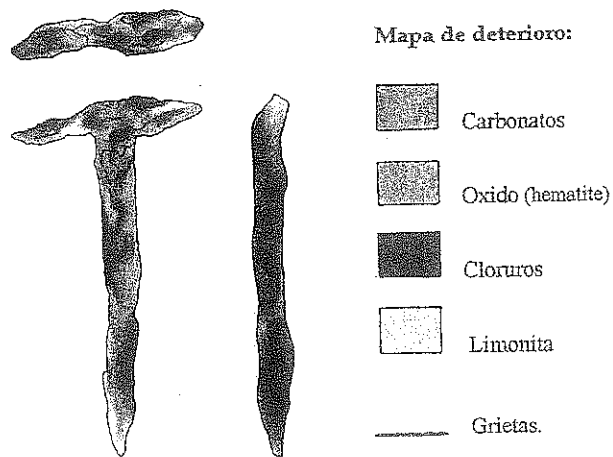 Mapa de deterioro:
Carbonatos
Oxido (hematite)
Cloruros
Limonita
Grietas.